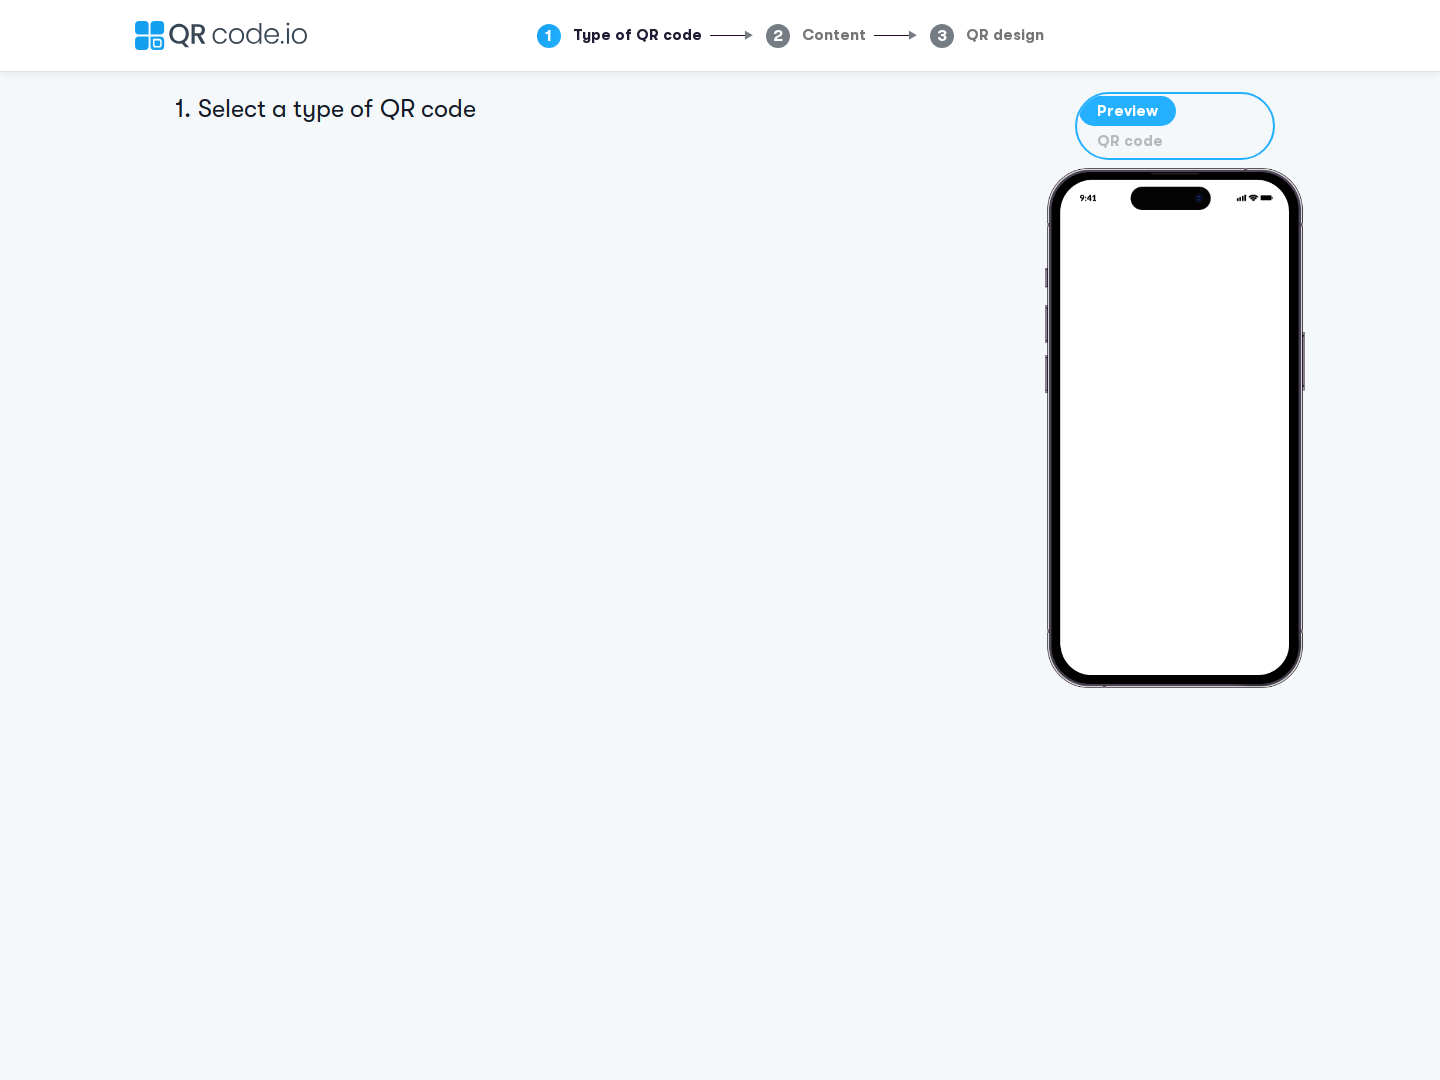 QR code.io
1 Type of QR code
2 Content
3 QR design
1. Select a type of QR code
Preview
QR code
9:41